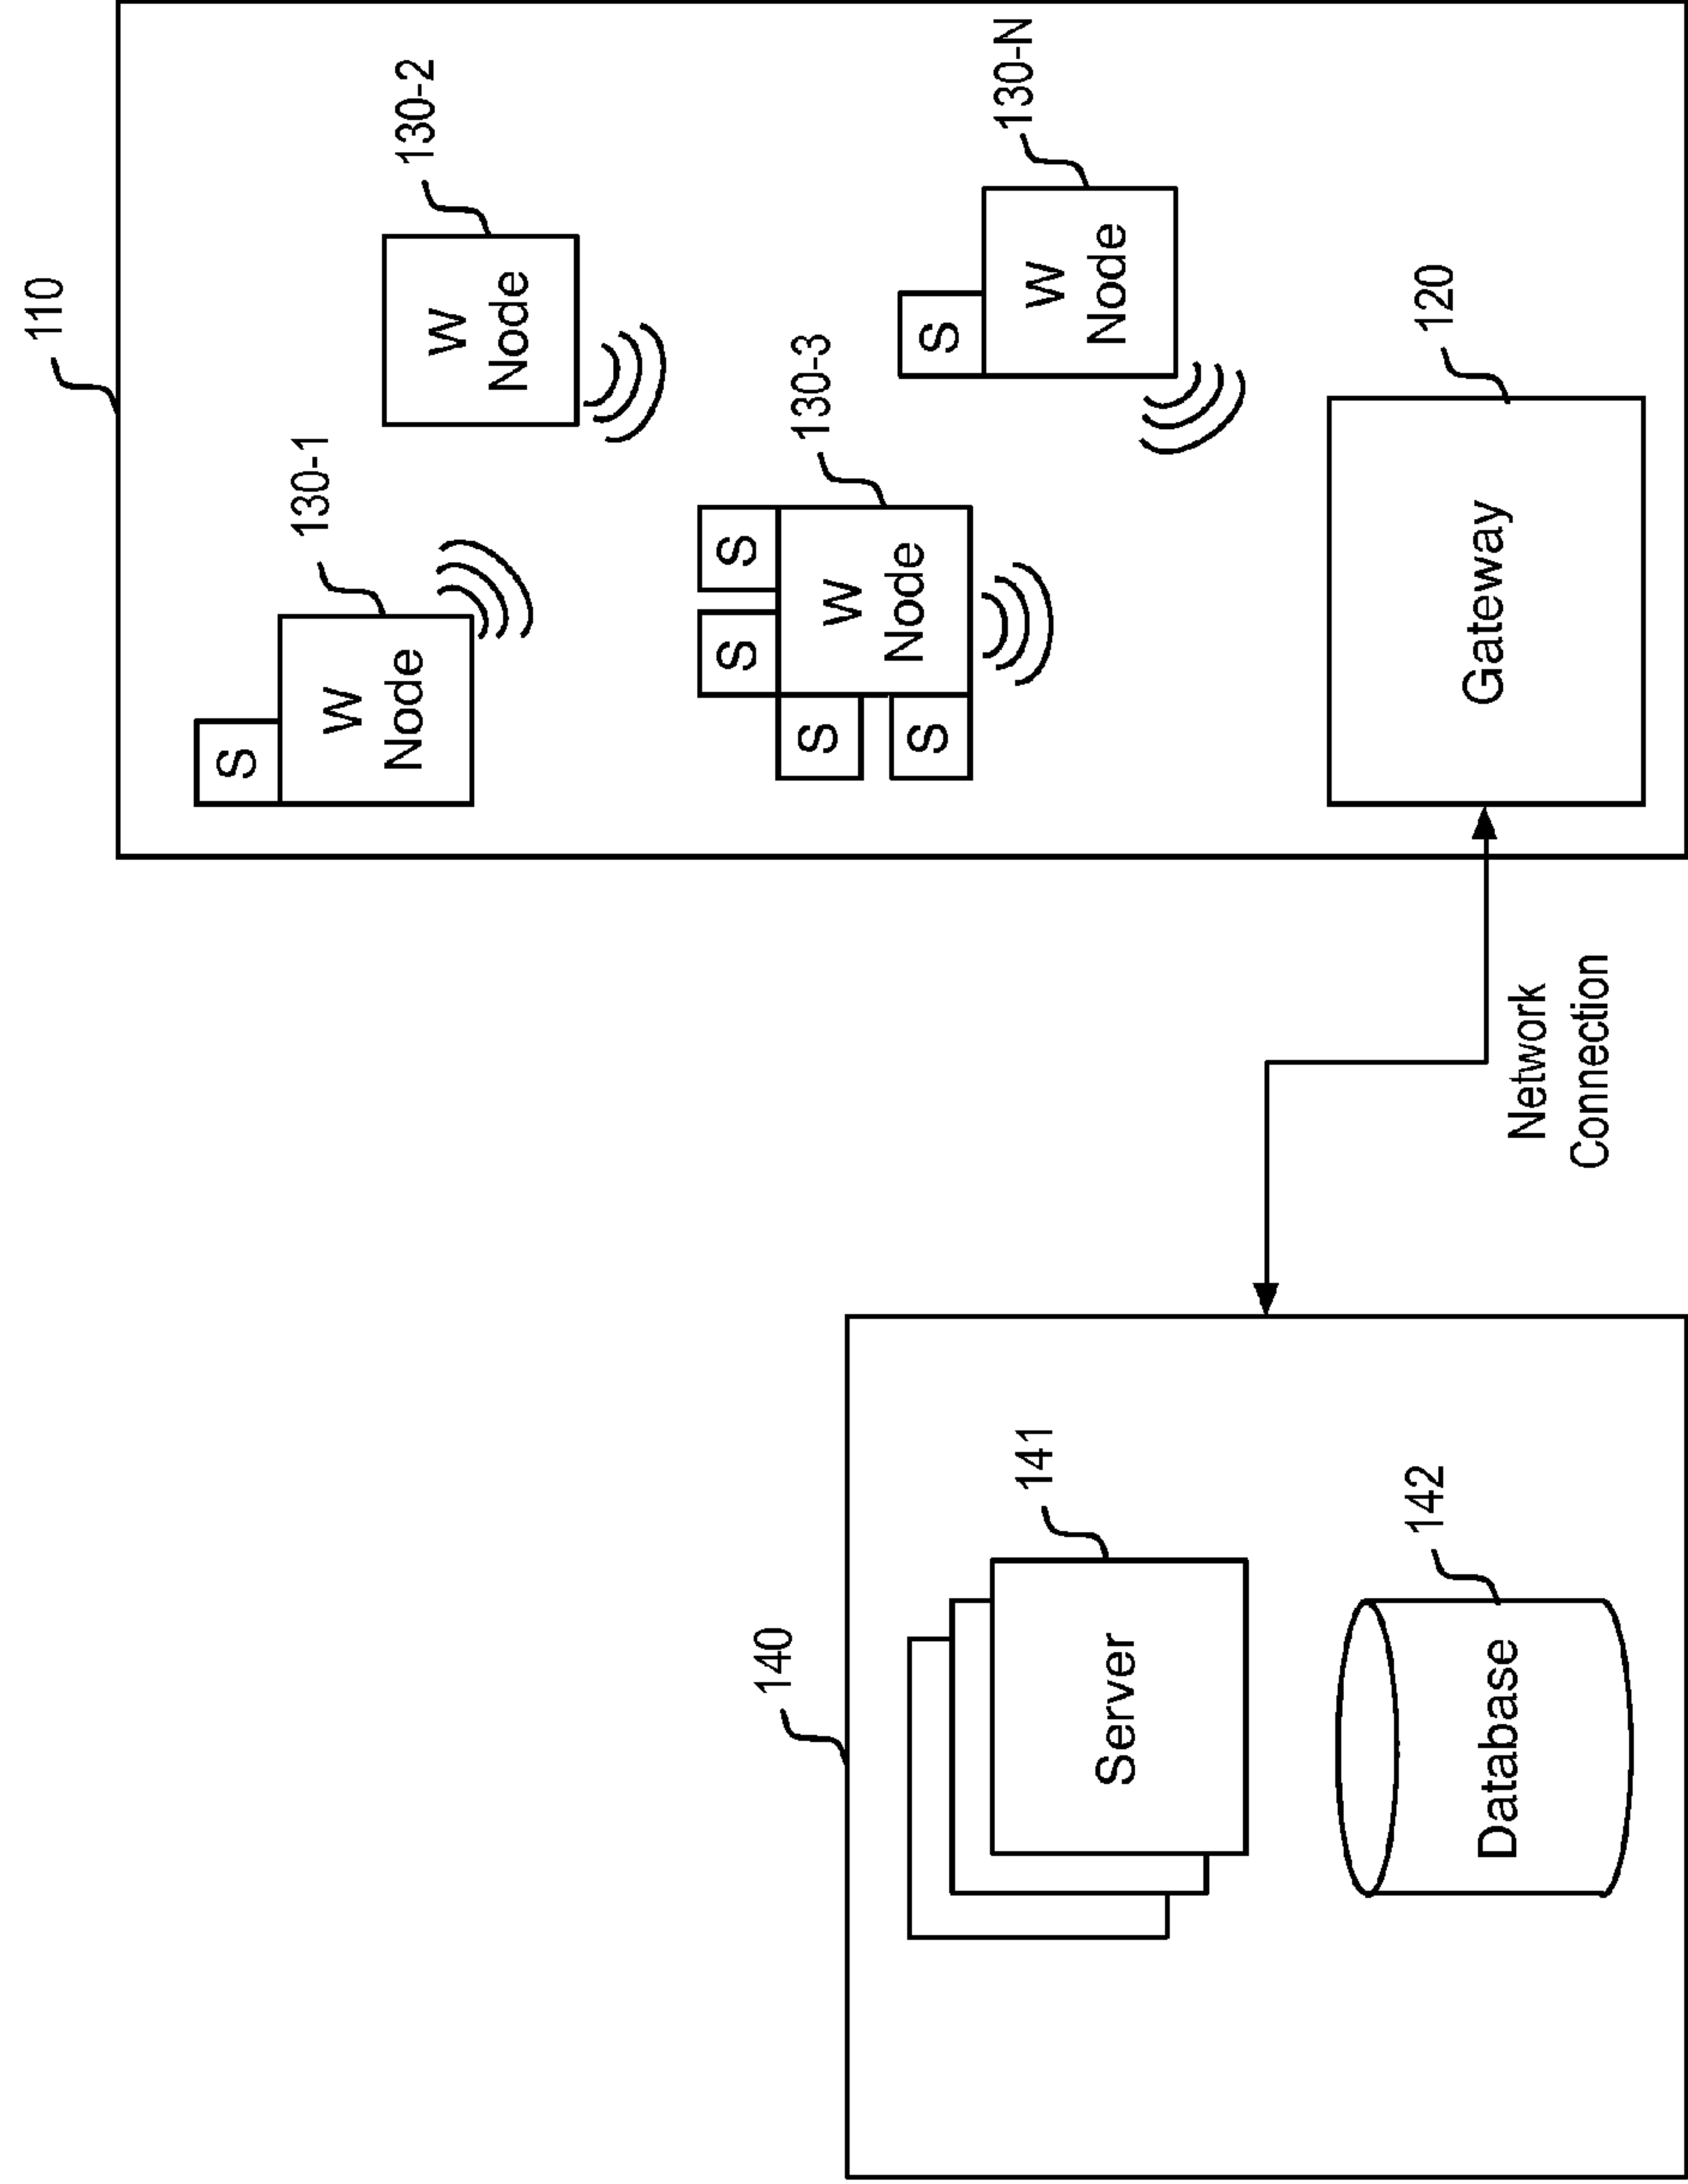 140
141
Server
142
Database
Network
Connection
110
S
W
Node
130-1
W
Node
130-2
S
S
S
S
W
Node
130-3
S
W
Node
130-N
Gateway
120